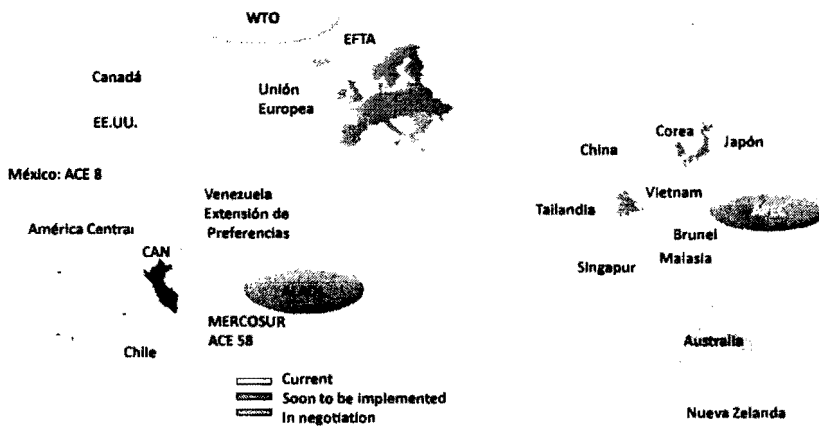 WTO
EFTA
Canadá
Unión
Europea
EE.UU.
Corea
Japón
China
México: ACE 8
Venezuela
Extensión de
Preferencias
Tailandia
Vietnam
América Central
Brunei
CAN
Malasia
Singapur
MERCOSUR
ACE 58
Chile
Australia
Current
Soon to be implemented
In negotiation
Nueva Zelanda